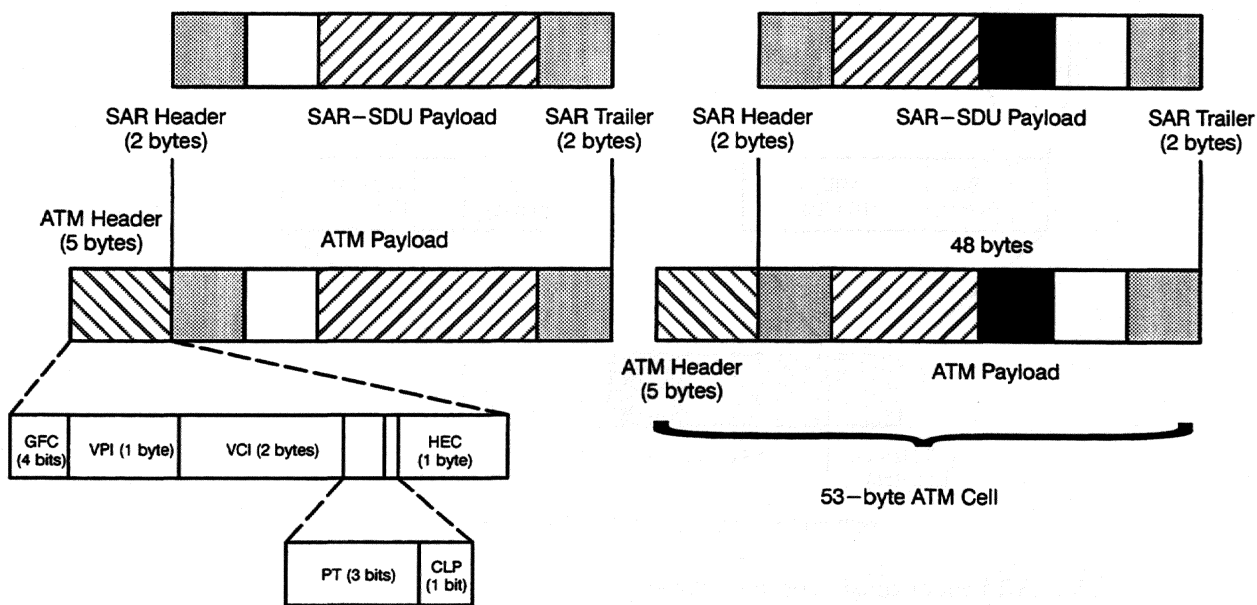 SAR Header
(2 bytes)
SAR–SDU Payload
SAR Trailer
(2 bytes)
SAR Header
(2 bytes)
SAR–SDU Payload
SAR Trailer
(2 bytes)
ATM Header
(5 bytes)
ATM Payload
48 bytes
ATM Header
(5 bytes)
ATM Payload
GFC
(4 bits)
VPI (1 byte)
VCI (2 bytes)
HEC
(1 byte)
53–byte ATM Cell
PT (3 bits)
CLP
(1 bit)